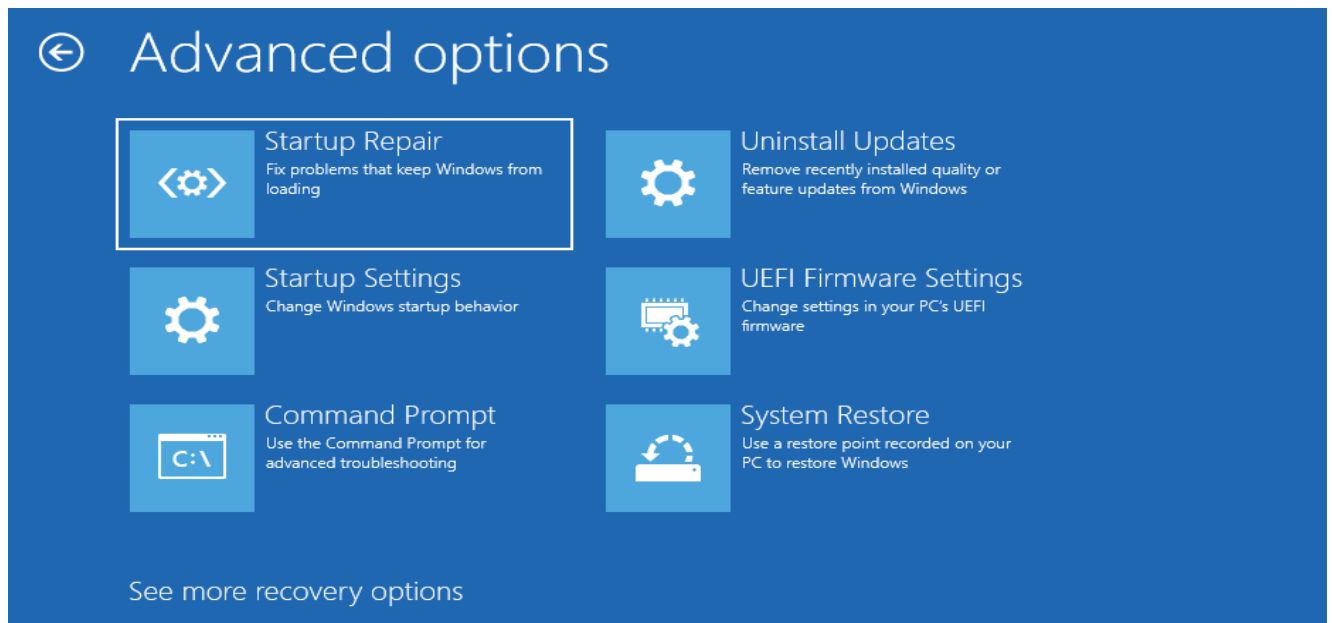 Advanced options
Startup Repair
Fix problems that keep Windows from
loading
Uninstall Updates
Remove recently installed quality or
feature updates from Windows
Startup Settings
Change Windows startup behavior
UEFI Firmware Settings
Change settings in your PC's UEFI
firmware
C:\
Command Prompt
Use the Command Prompt for
advanced troubleshooting
System Restore
Use a restore point recorded on your
PC to restore Windows
See more recovery options